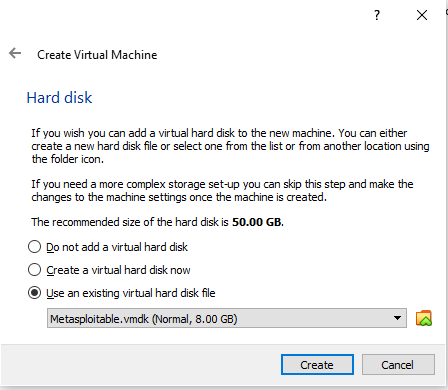 ?
Create Virtual Machine
Hard disk
If you wish you can add a virtual hard disk to the new machine. You can either
create a new hard disk file or select one from the list or from another location using
the folder icon.
If you need a more complex storage set-up you can skip this step and make the
changes to the machine settings once the machine is created.
The recommended size of the hard disk is 50.00 GB.
Do not add a virtual hard disk
Create a virtual hard disk now
Use an existing virtual hard disk file
Metasploitable.vmdk (Normal, 8.00 GB)
Create Cancel